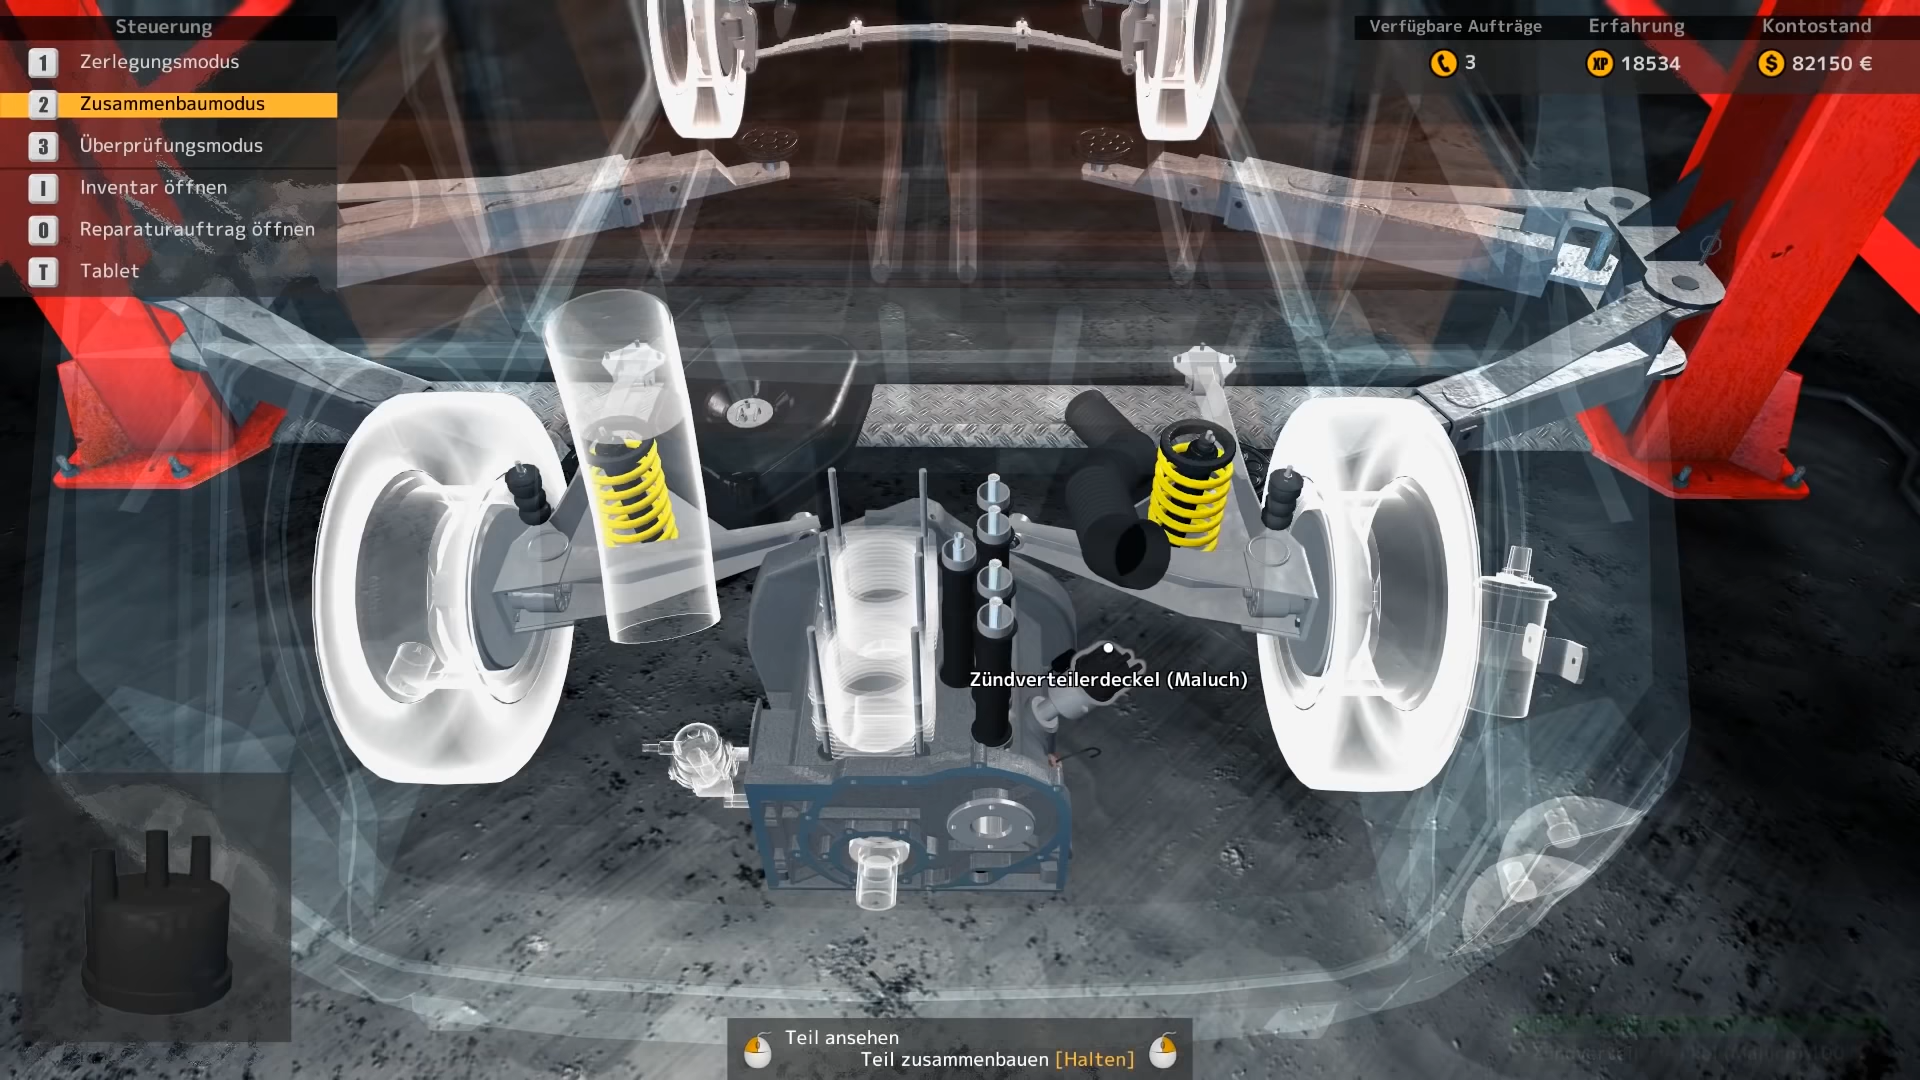 Steuerung
1 Zerlegungsmodus
2 Zusammenbaumodus
3 Überprüfungsmodus
I Inventar öffnen
O Reparaturauftrag öffnen
T Tablet
Verfügbare Aufträge
3
Erfahrung
XP 18534
Kontostand
$ 82150 €
Zündverteilerdeckel (Maluch)
Teil ansehen
Teil zusammenbauen [Halten]